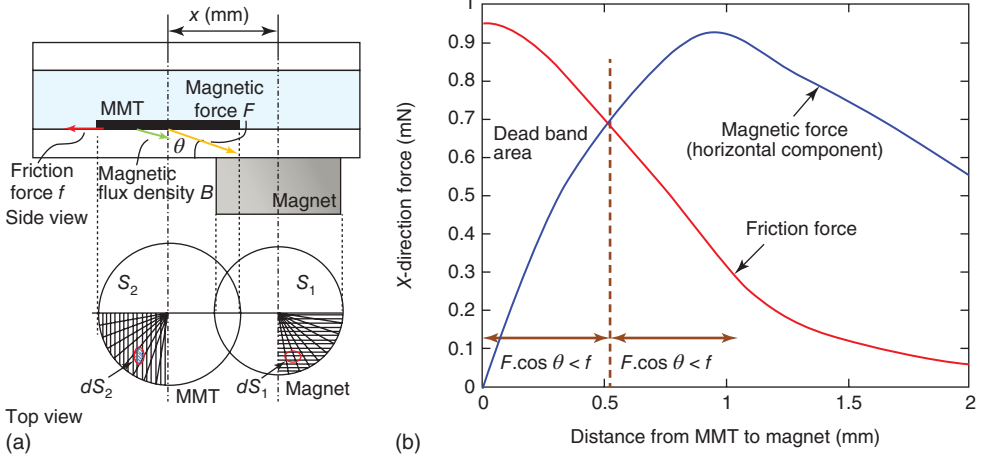 x (mm)
MMT
Magnetic
force F
θ
Friction
force f
Magnetic
flux density B
Magnet
Side view
S2
S1
dS2
MMT
dS1
Magnet
Top view
(a)
1
0.9
0.8
0.7
0.6
0.5
0.4
0.3
0.2
0.1
0
X-direction force (mN)
Dead band
area
Magnetic force
(horizontal component)
Friction force
F.cos θ < f
F.cos θ < f
0
0.5
1
1.5
2
Distance from MMT to magnet (mm)
(b)